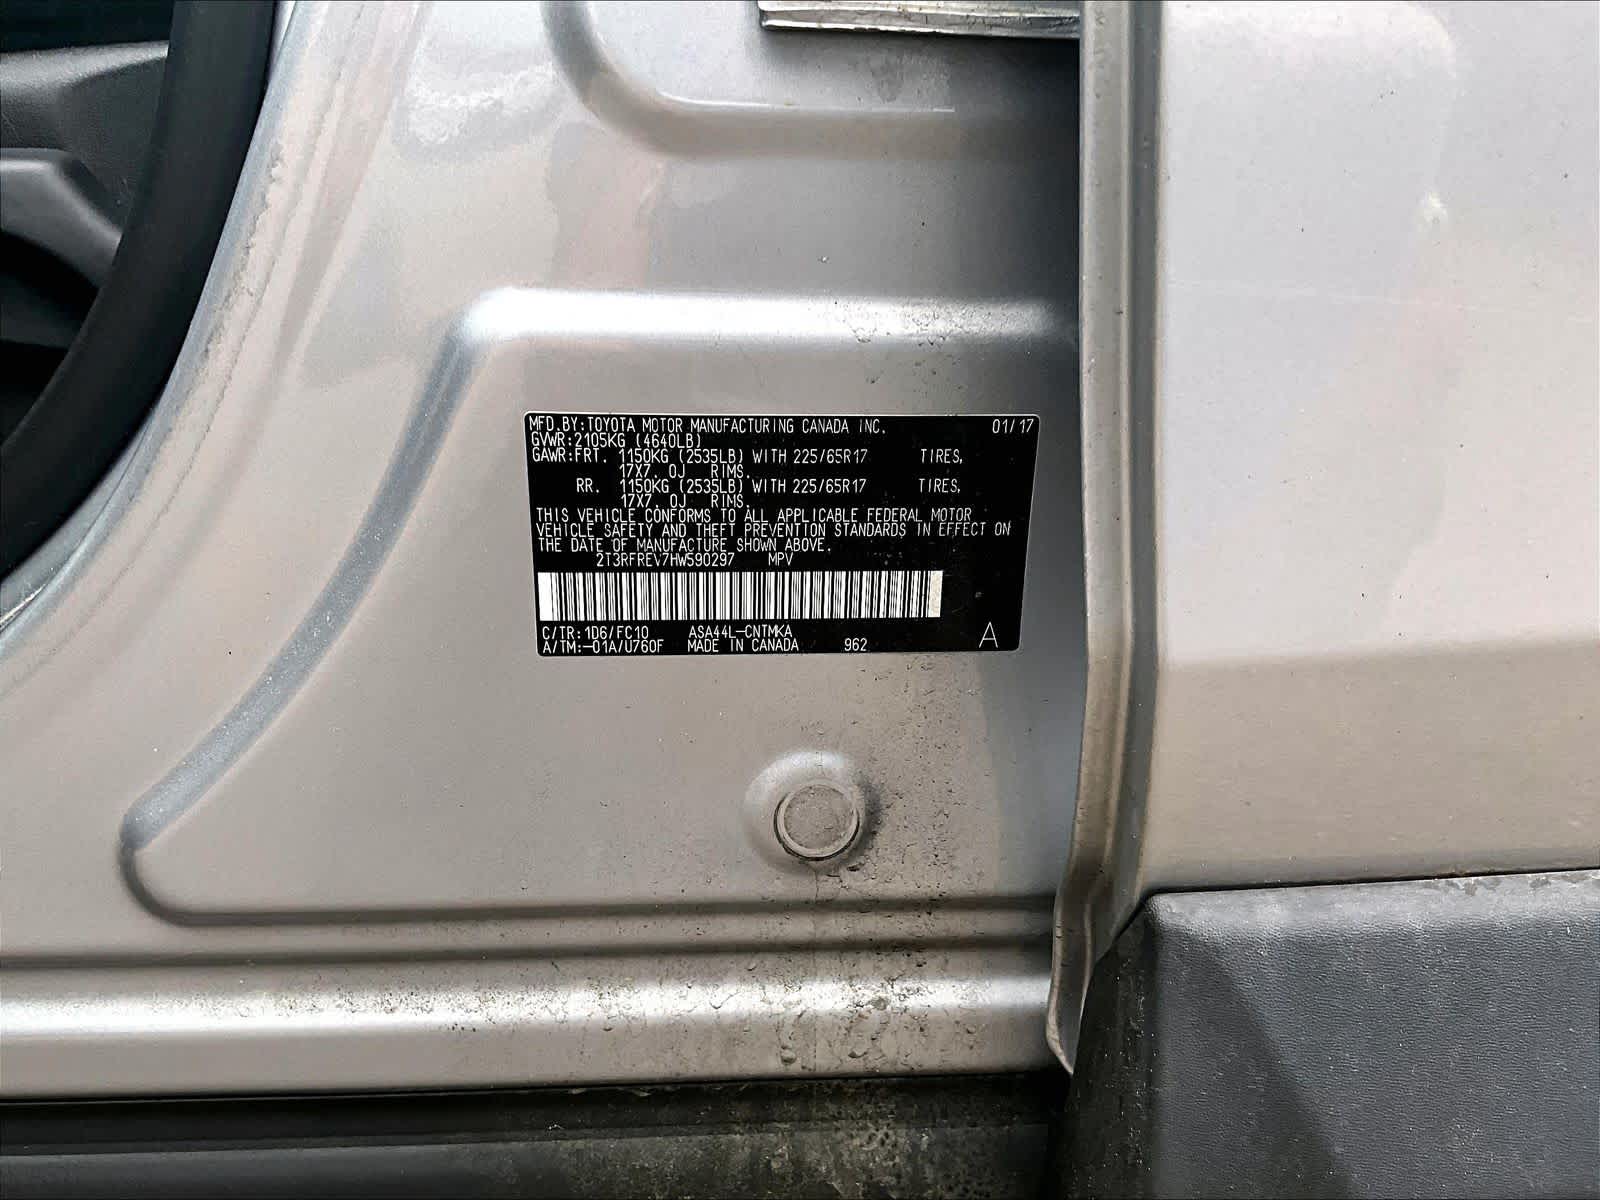 MFD.BY:TOYOTA MOTOR MANUFACTURING CANADA INC. 01/17
GVWR:2105KG (4640LB)
GAWR:FRT. 1150KG (2535LB) WITH 225/65R17 TIRES,
17X7. 0J RIMS.
RR. 1150KG (2535LB) WITH 225/65R17 TIRES,
17X7. 0J RIMS.
THIS VEHICLE CONFORMS TO ALL APPLICABLE FEDERAL MOTOR
VEHICLE SAFETY AND THEFT PREVENTION STANDARDS IN EFFECT ON
THE DATE OF MANUFACTURE SHOWN ABOVE.
2T3RFREV7HW590297 MPV
C/TR:1D6/FC10 ASA44L-CNTMKA
A/TM:-01A/U760F MADE IN CANADA 962 A